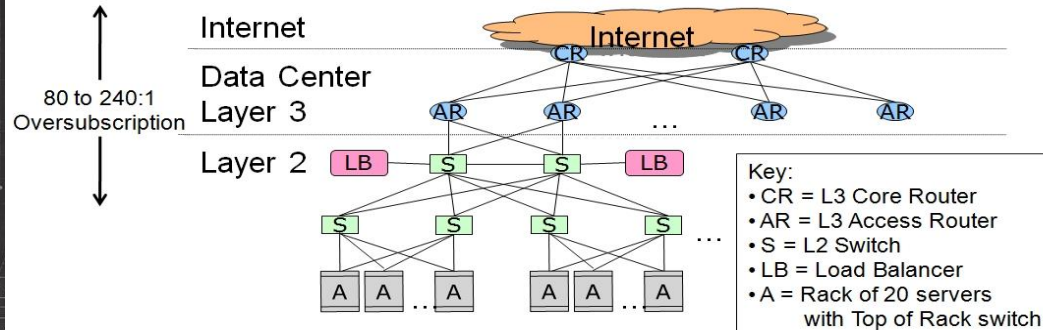 Internet
Internet
CR CR
Data Center
80 to 240:1
Oversubscription
Layer 3
AR AR AR AR
...
Layer 2
LB S S LB
S S S S ...
A A ... A A A ... A
Key:
• CR = L3 Core Router
• AR = L3 Access Router
• S = L2 Switch
• LB = Load Balancer
• A = Rack of 20 servers
with Top of Rack switch